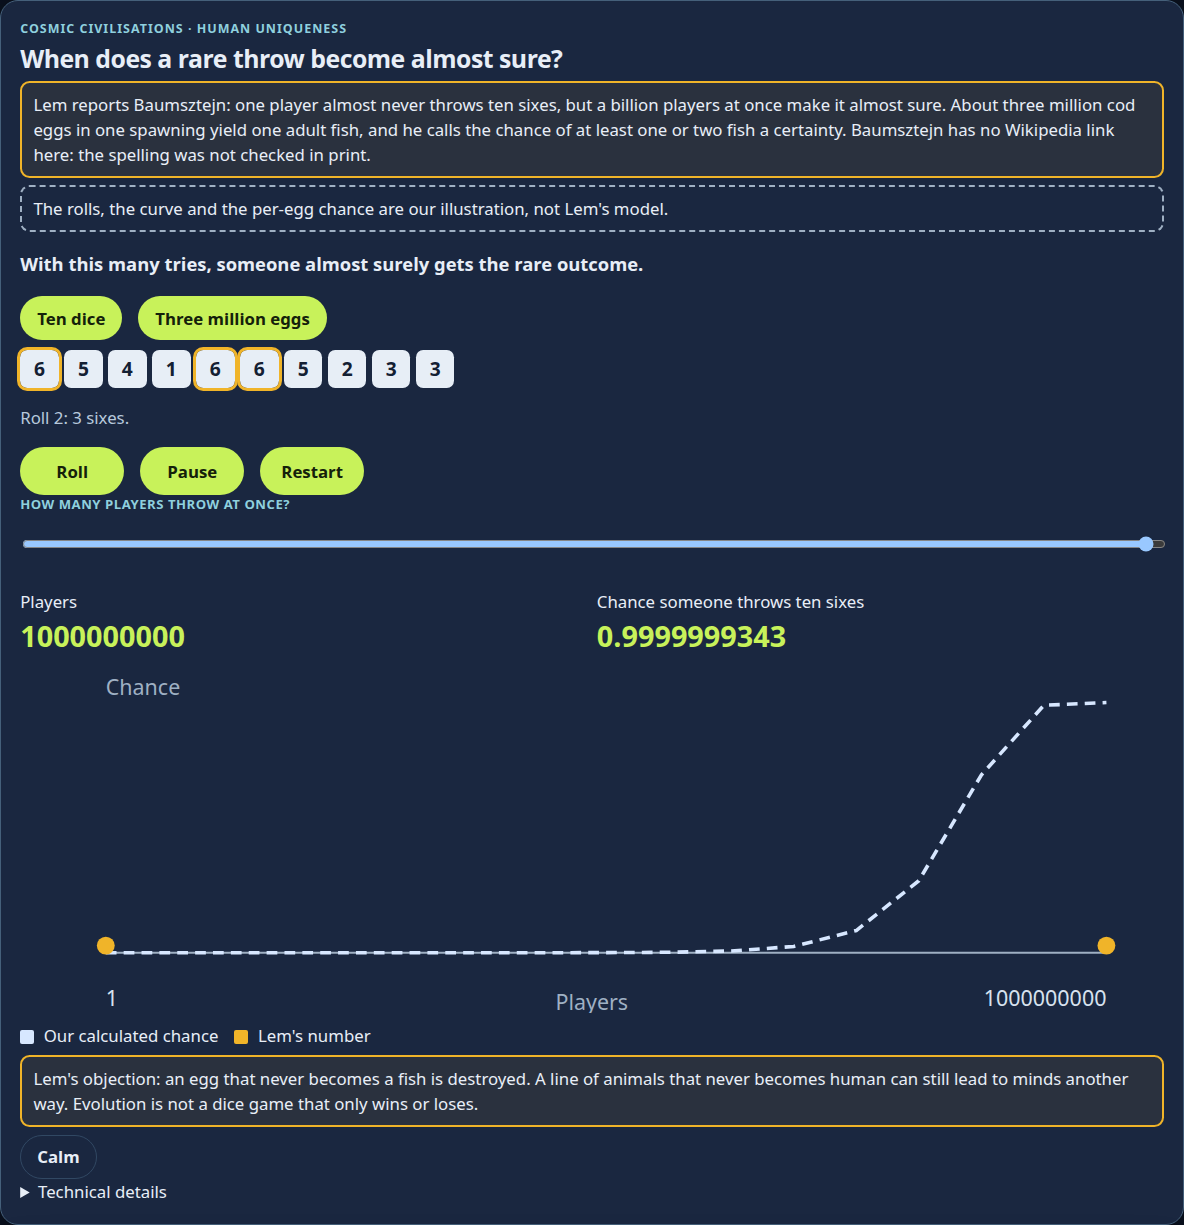 COSMIC CIVILISATIONS · HUMAN UNIQUENESS
When does a rare throw become almost sure?
Lem reports Baumsztejn: one player almost never throws ten sixes, but a billion players at once make it almost sure. About three million cod
eggs in one spawning yield one adult fish, and he calls the chance of at least one or two fish a certainty. Baumsztejn has no Wikipedia link
here: the spelling was not checked in print.
The rolls, the curve and the per-egg chance are our illustration, not Lem's model.
With this many tries, someone almost surely gets the rare outcome.
Ten dice Three million eggs
6 5 4 1 6 6 5 2 3 3
Roll 2: 3 sixes.
Roll Pause Restart
HOW MANY PLAYERS THROW AT ONCE?
Players Chance someone throws ten sixes
1000000000 0.9999999343
Chance
1 Players 1000000000
Our calculated chance Lem's number
Lem's objection: an egg that never becomes a fish is destroyed. A line of animals that never becomes human can still lead to minds another
way. Evolution is not a dice game that only wins or loses.
Calm
Technical details